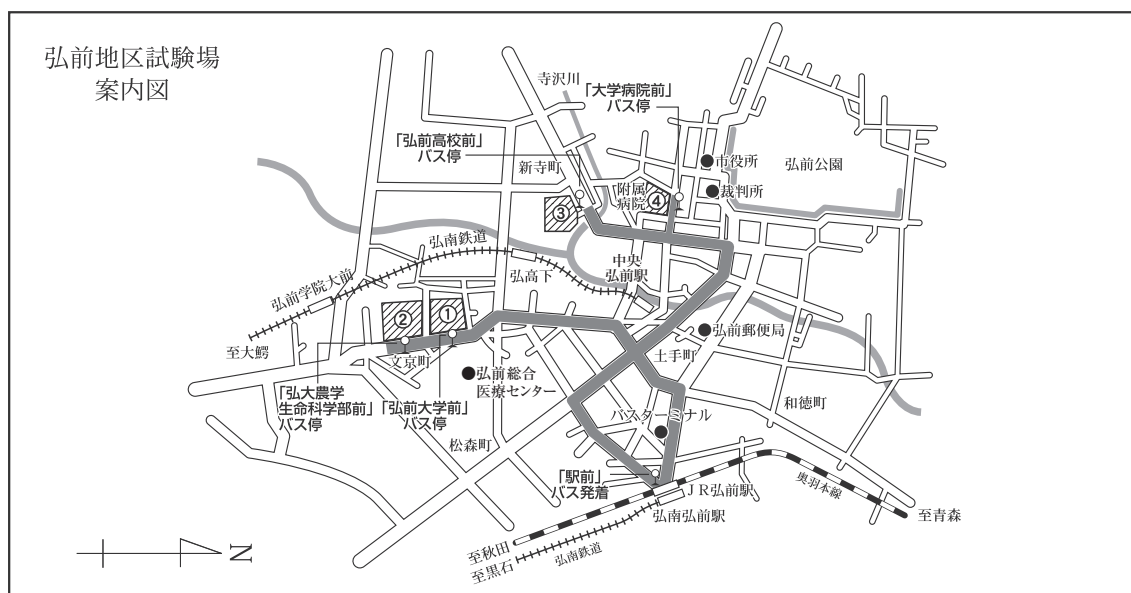 弘前地区試験場
案内図
寺沢川
「大学病院前」
バス停
「弘前高校前」
バス停
新寺町
市役所
弘前公園
附属
病院
④
裁判所
③
弘南鉄道
中央
弘前駅
弘高下
弘前学院大前
②
①
弘前郵便局
至大鰐
文京町
土手町
弘前総合
医療センター
「弘大農学
生命科学部前」
バス停
「弘前大学前」
バス停
和徳町
バスターミナル
松森町
「駅前」
バス発着
JR弘前駅
奥羽本線
弘南弘前駅
至青森
至秋田
至黒石
弘南鉄道
N